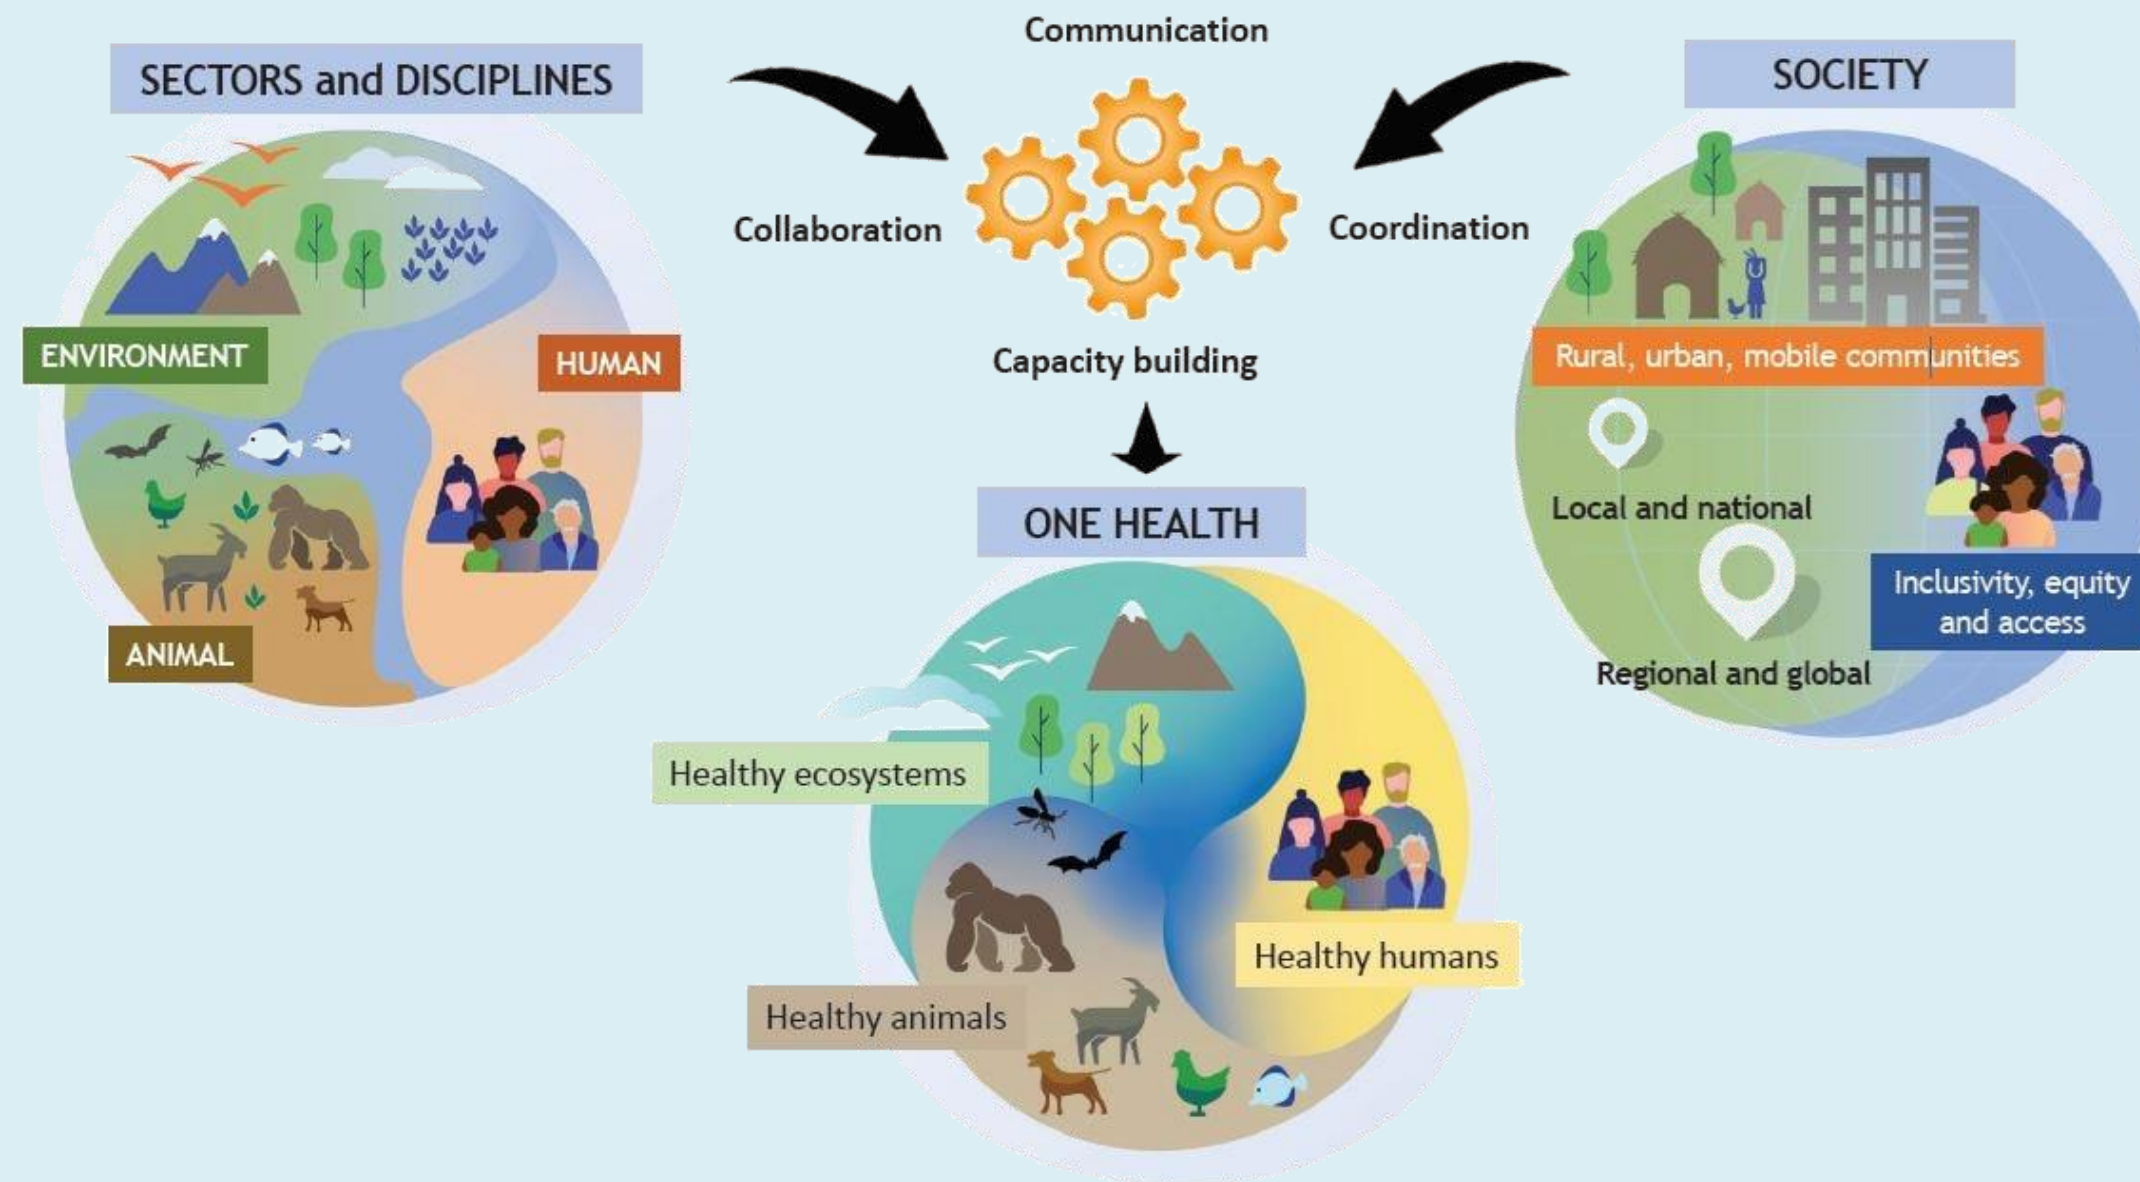 Communication
SECTORS and DISCIPLINES
SOCIETY
Collaboration
Coordination
ENVIRONMENT
HUMAN
Capacity building
Rural, urban, mobile communities
Local and national
ONE HEALTH
Inclusivity, equity
and access
ANIMAL
Regional and global
Healthy ecosystems
Healthy humans
Healthy animals